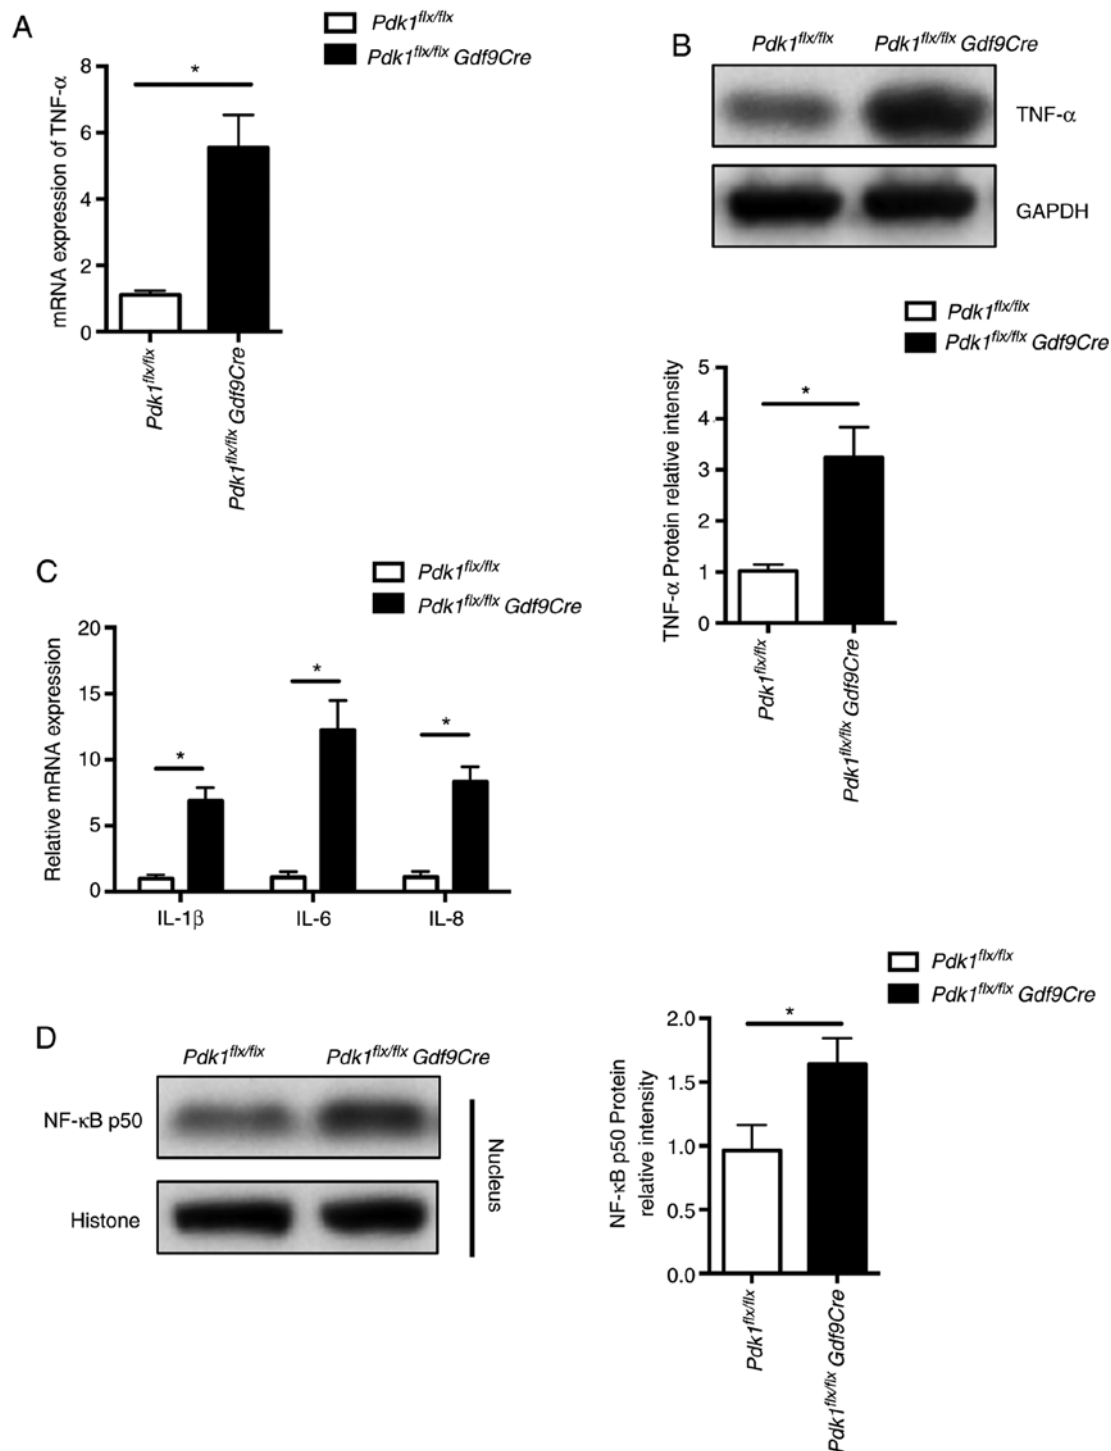 A
Pdk1flx/flx
Pdk1flx/flx Gdf9Cre
mRNA expression of TNF-α
8
6
4
2
0
*
Pdk1flx/flx
Pdk1flx/flx Gdf9Cre
B
Pdk1flx/flx Pdk1flx/flx Gdf9Cre
TNF-α
GAPDH
Pdk1flx/flx
Pdk1flx/flx Gdf9Cre
TNF-α Protein relative intensity
5
4
3
2
1
0
*
Pdk1flx/flx
Pdk1flx/flx Gdf9Cre
C
Pdk1flx/flx
Pdk1flx/flx Gdf9Cre
Relative mRNA expression
20
15
10
5
0
*
*
*
IL-1β IL-6 IL-8
D
Pdk1flx/flx Pdk1flx/flx Gdf9Cre
NF-κB p50
Histone
Nucleus
Pdk1flx/flx
Pdk1flx/flx Gdf9Cre
NF-κB p50 Protein
relative intensity
2.0
1.5
1.0
0.5
0.0
*
Pdk1flx/flx
Pdk1flx/flx Gdf9Cre